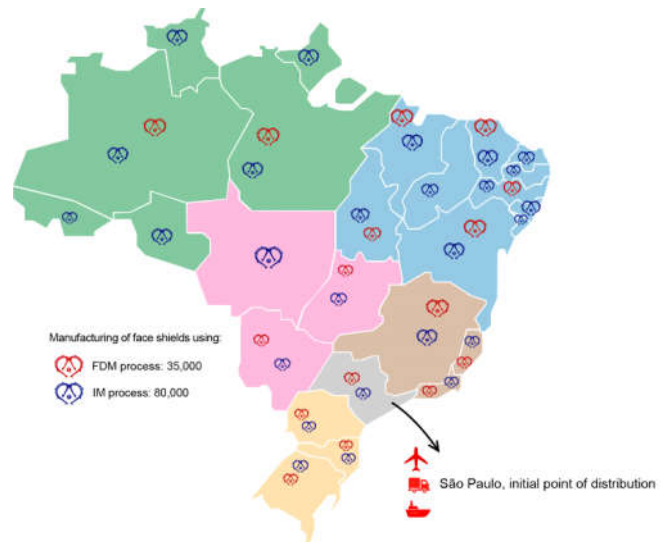 Manufacturing of face shields using:
FDM process: 35,000
IM process: 80,000
São Paulo, initial point of distribution